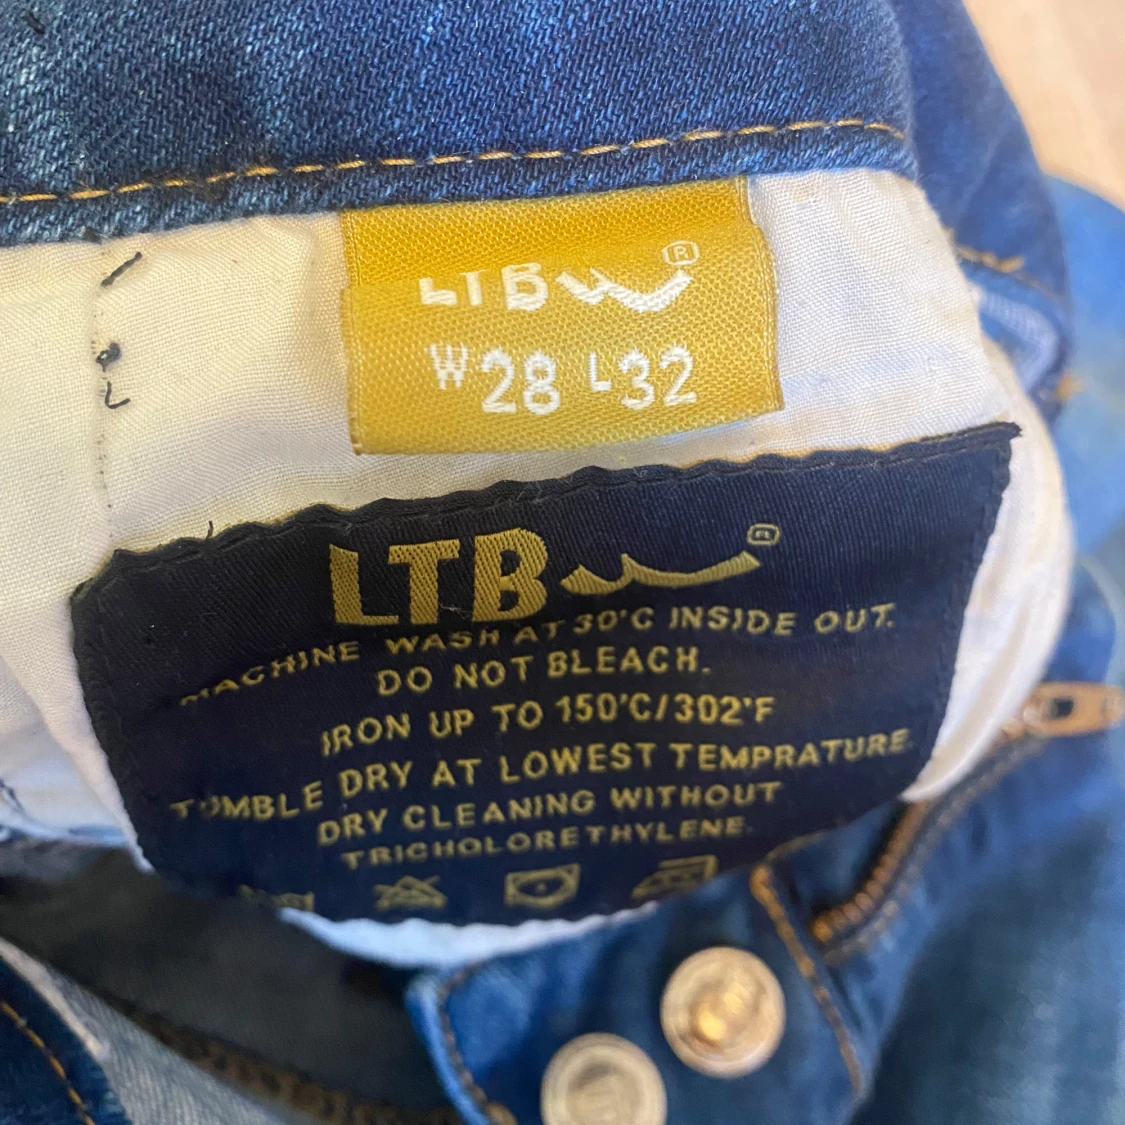 LTB ®
W28 L32
LTB ®
MACHINE WASH AT 30°C INSIDE OUT.
DO NOT BLEACH.
IRON UP TO 150°C/302°F
TUMBLE DRY AT LOWEST TEMPRATURE.
DRY CLEANING WITHOUT
TRICHOLORETHYLENE.